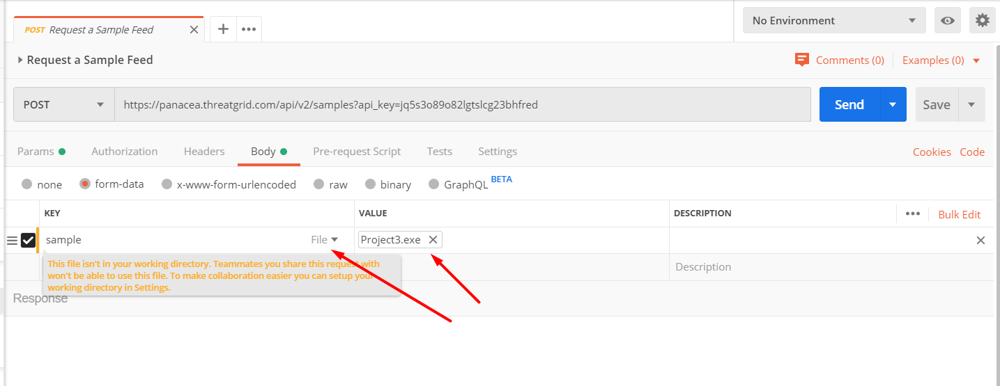 POST Request a Sample Feed
No Environment
Request a Sample Feed
Comments (0)
Examples (0)
POST
https://panacea.threatgrid.com/api/v2/samples?api_key=jq5s3o89o82lgtslcg23bhfred
Send
Save
Params
Authorization
Headers
Body
Pre-request Script
Tests
Settings
Cookies
Code
none
form-data
x-www-form-urlencoded
raw
binary
GraphQL
BETA
KEY
VALUE
DESCRIPTION
Bulk Edit
sample
File
Project3.exe
This file isn't in your working directory. Teammates you share this request with
won't be able to use this file. To make collaboration easier you can setup your
working directory in Settings.
Description
Response